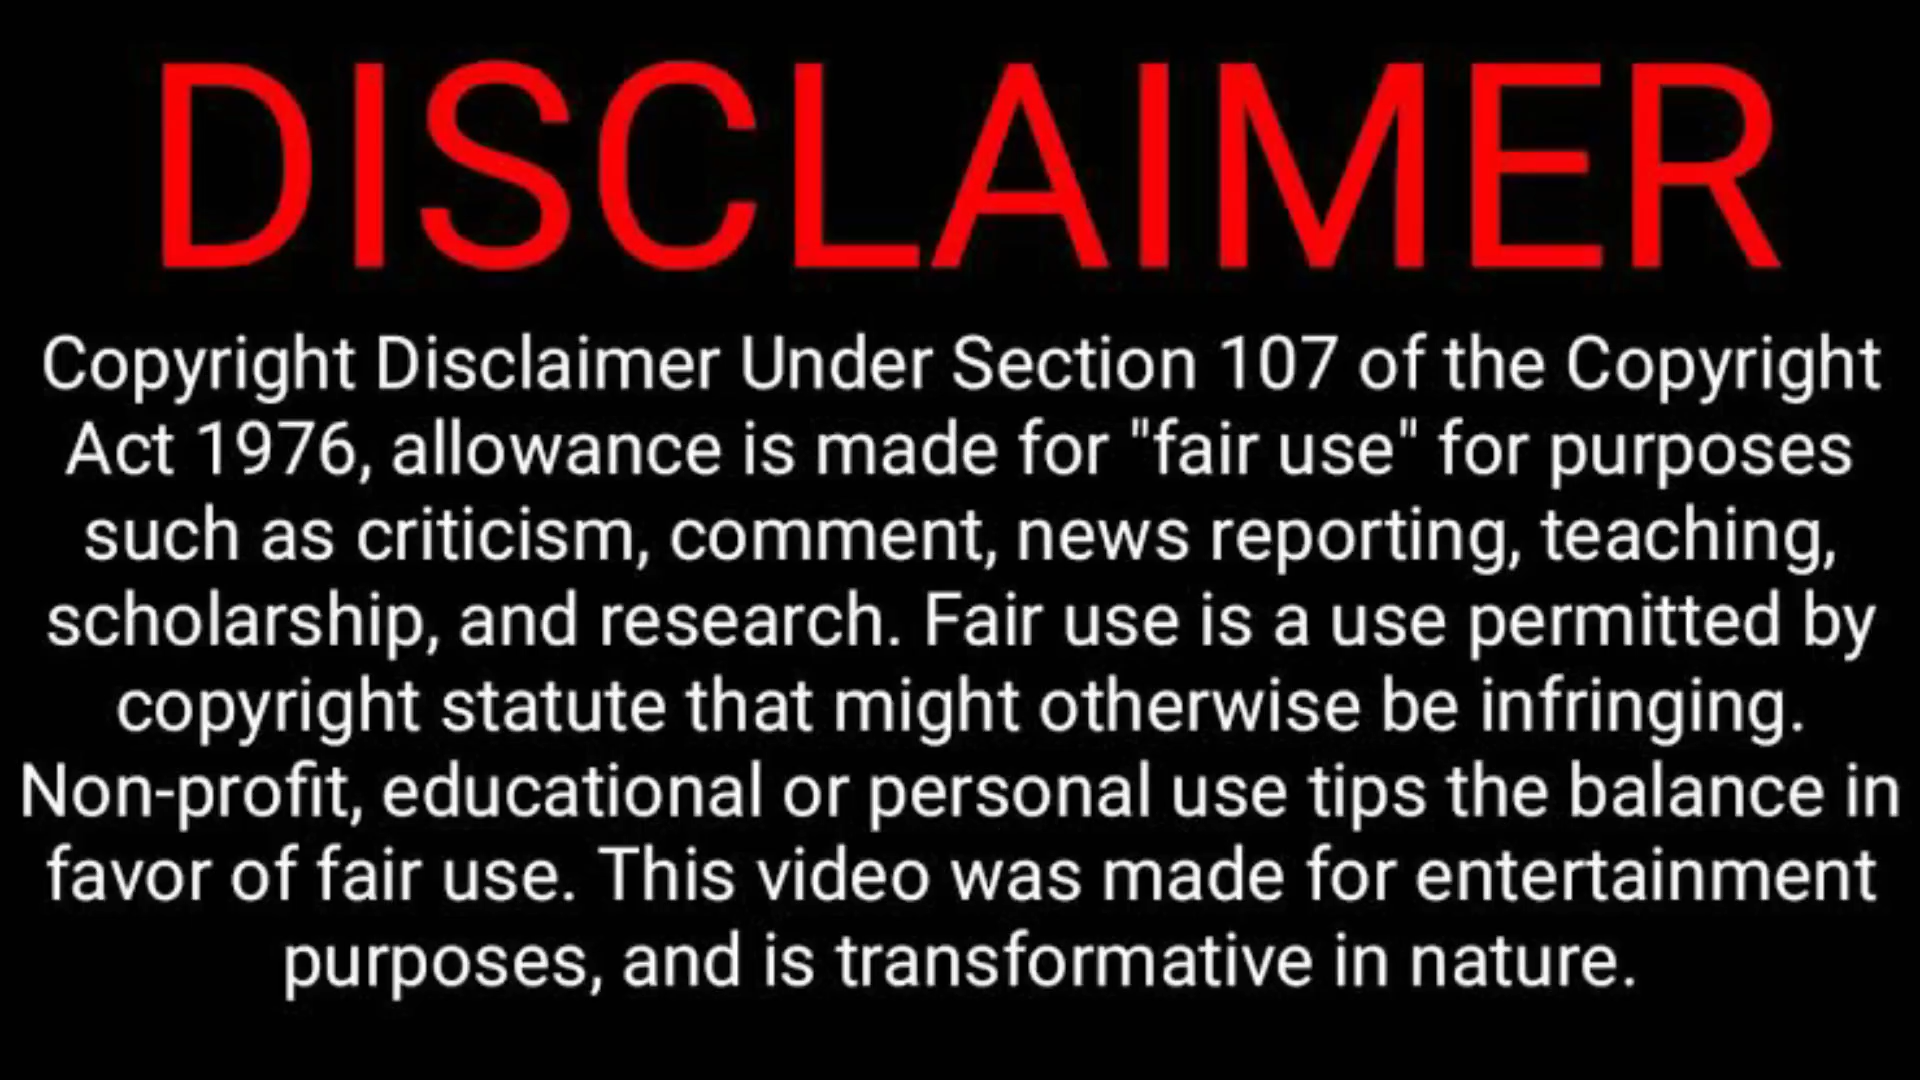 DISCLAIMER
Copyright Disclaimer Under Section 107 of the Copyright
Act 1976, allowance is made for "fair use" for purposes
such as criticism, comment, news reporting, teaching,
scholarship, and research. Fair use is a use permitted by
copyright statute that might otherwise be infringing.
Non-profit, educational or personal use tips the balance in
favor of fair use. This video was made for entertainment
purposes, and is transformative in nature.